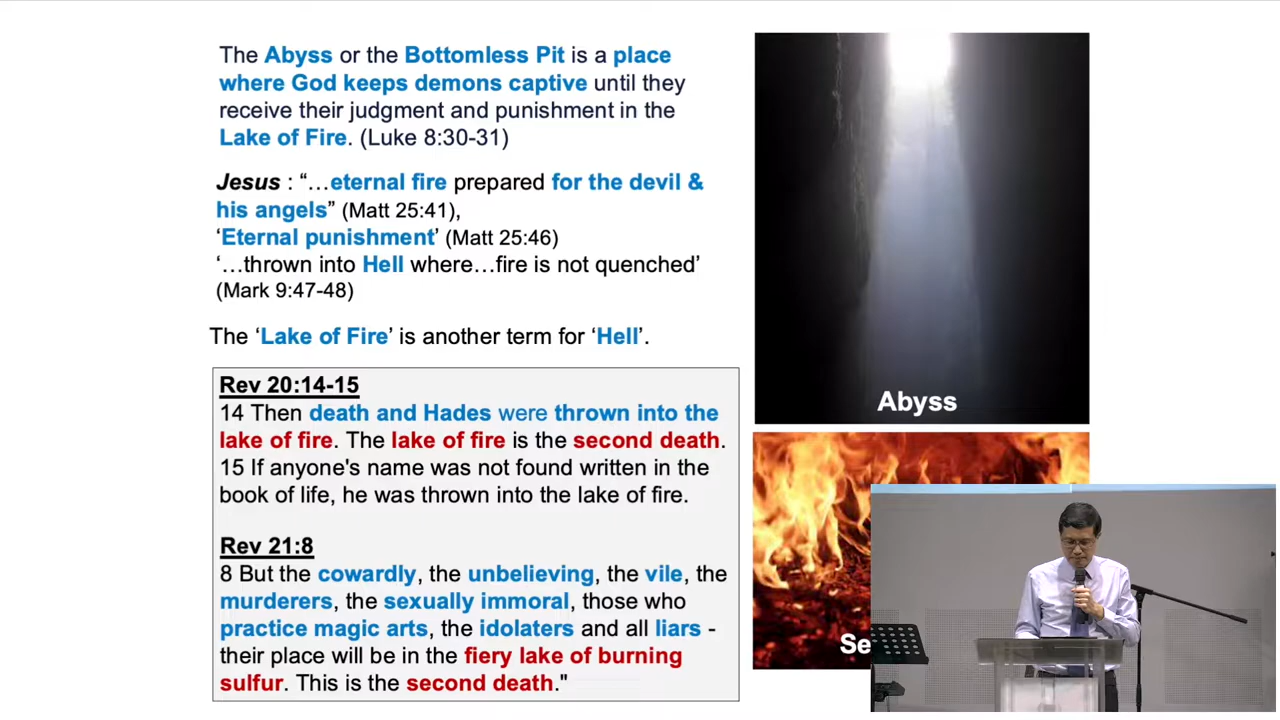 The Abyss or the Bottomless Pit is a place
where God keeps demons captive until they
receive their judgment and punishment in the
Lake of Fire. (Luke 8:30-31)
Jesus : “…eternal fire prepared for the devil &
his angels” (Matt 25:41),
‘Eternal punishment’ (Matt 25:46)
‘…thrown into Hell where…fire is not quenched’
(Mark 9:47-48)
The ‘Lake of Fire’ is another term for ‘Hell’.
Rev 20:14-15
14 Then death and Hades were thrown into the
lake of fire. The lake of fire is the second death.
15 If anyone's name was not found written in the
book of life, he was thrown into the lake of fire.
Rev 21:8
8 But the cowardly, the unbelieving, the vile, the
murderers, the sexually immoral, those who
practice magic arts, the idolaters and all liars -
their place will be in the fiery lake of burning
sulfur. This is the second death."
Abyss
Se